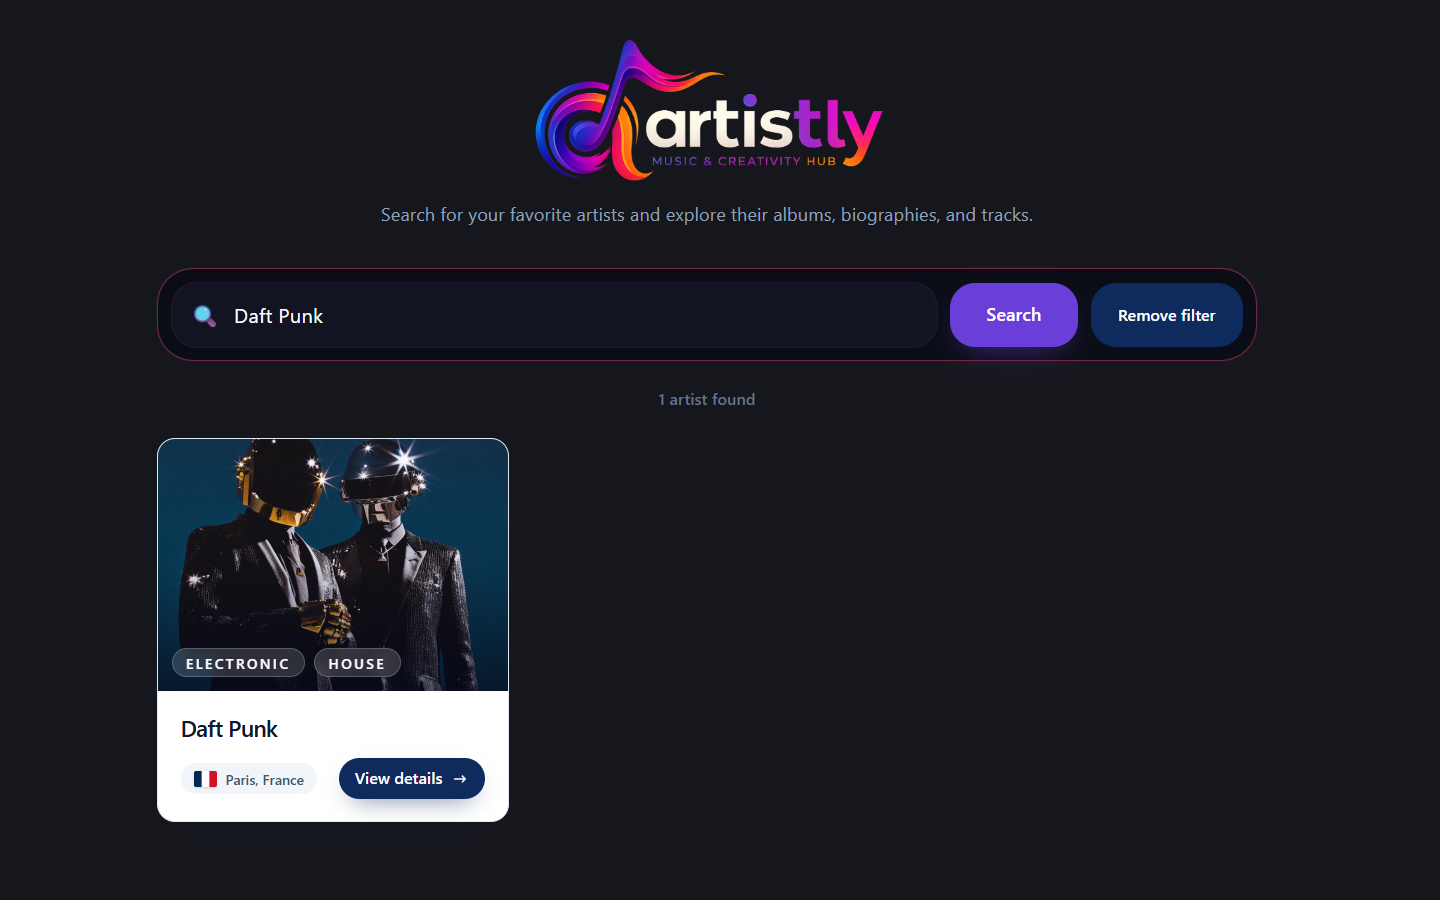 artistly
MUSIC & CREATIVITY HUB
Search for your favorite artists and explore their albums, biographies, and tracks.
Daft Punk
Search
Remove filter
1 artist found
ELECTRONIC
HOUSE
Daft Punk
Paris, France
View details →